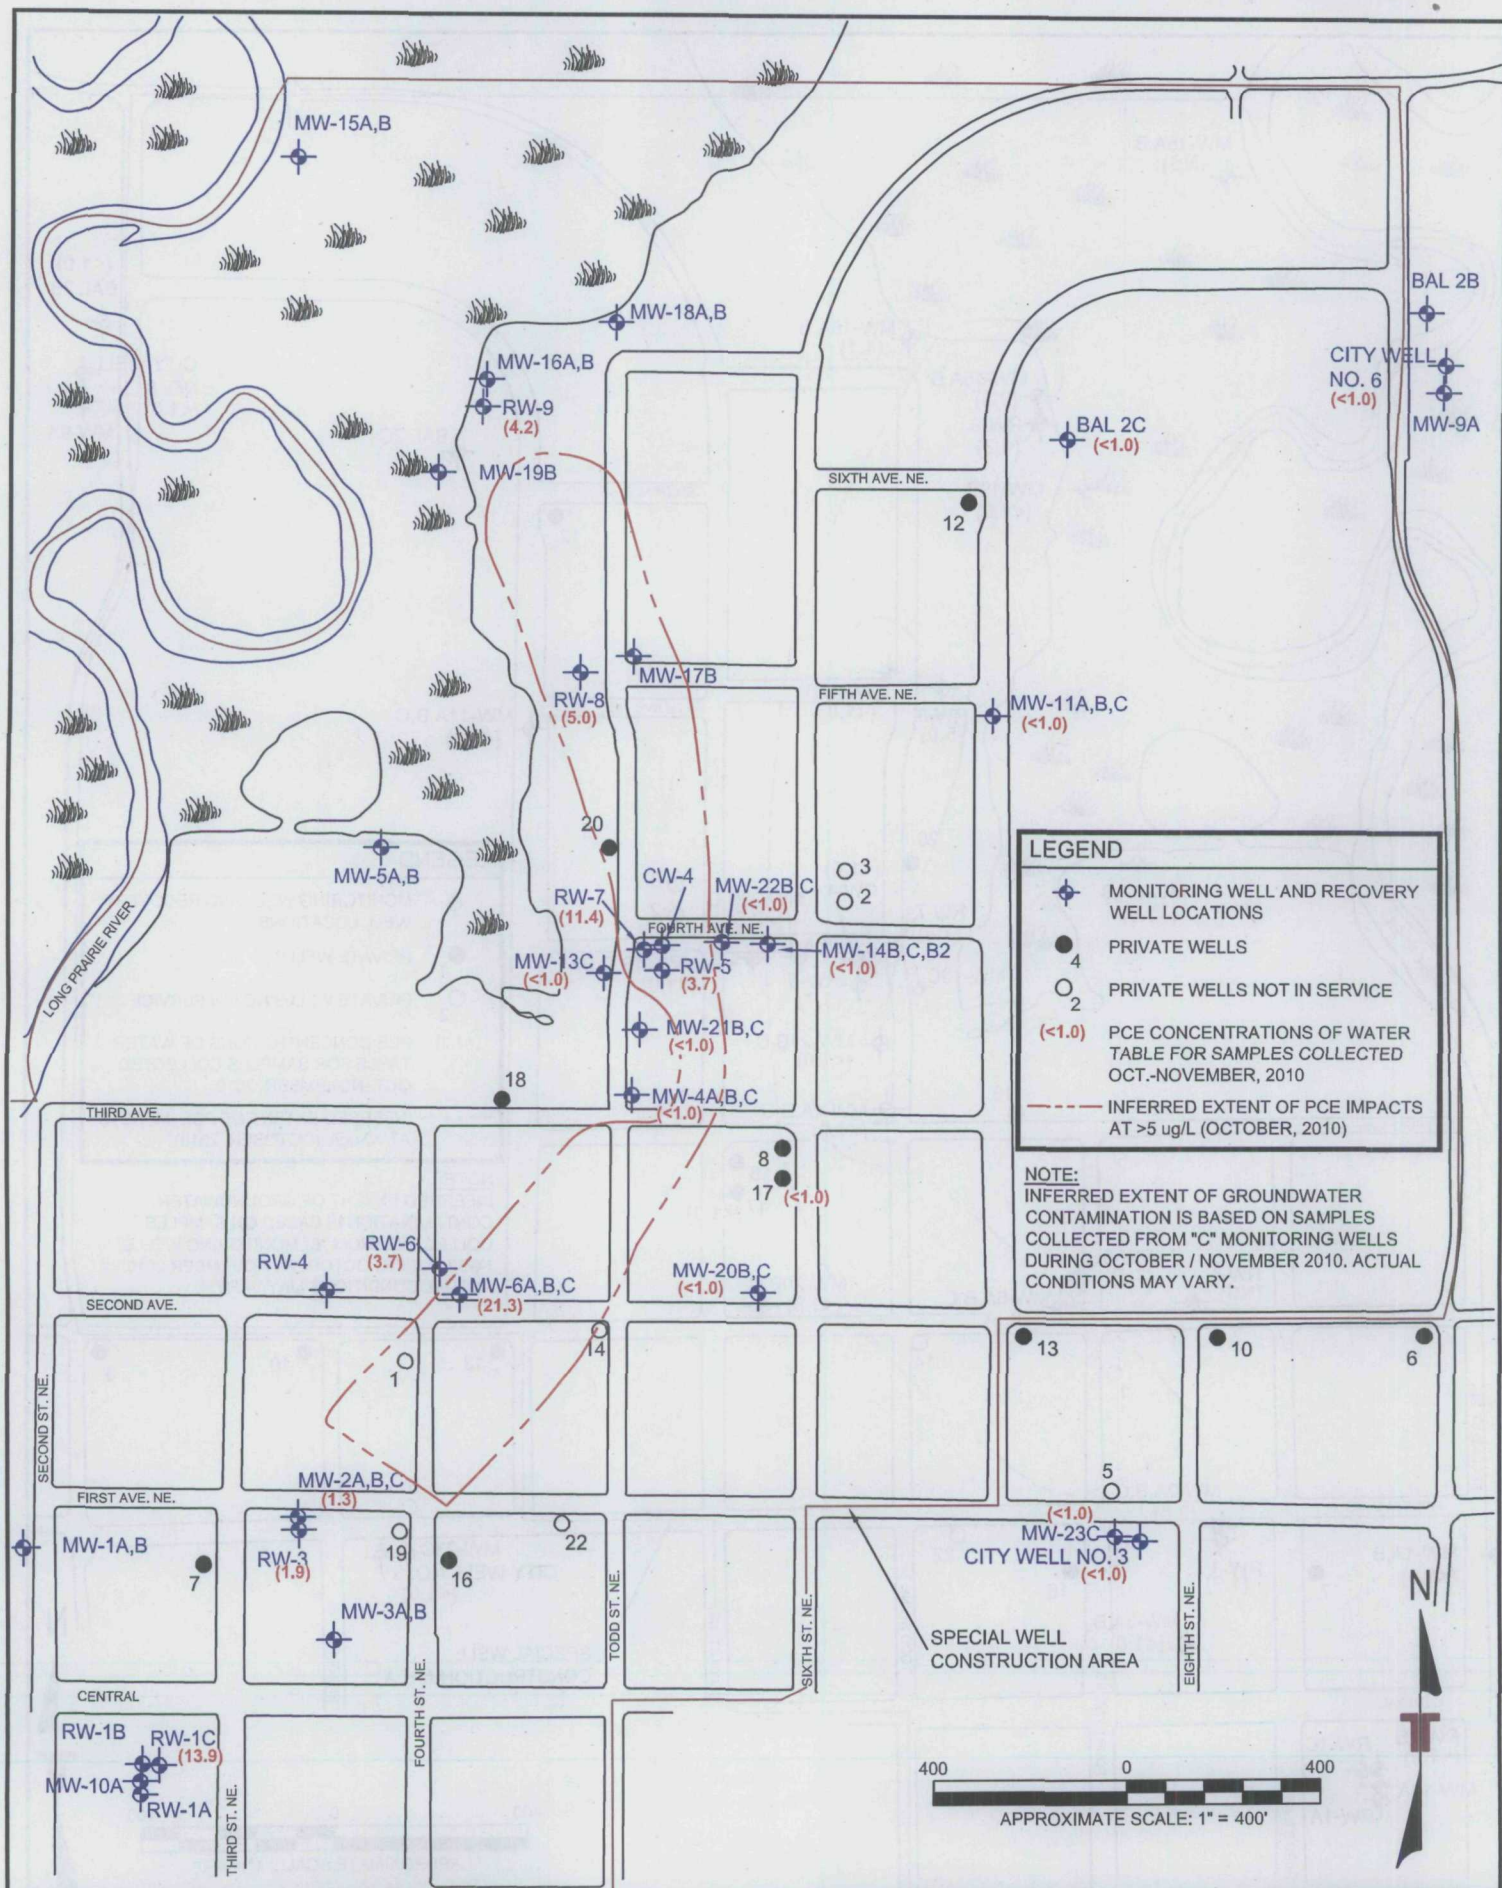 MW-15A,B
BAL 2B
MW-18A,B
CITY WELL
NO. 6
(<1.0)
MW-9A
MW-16A,B
RW-9
(4.2)
BAL 2C
(<1.0)
MW-19B
SIXTH AVE. NE.
12
MW-17B
RW-8
(5.0)
FIFTH AVE. NE.
MW-11A,B,C
(<1.0)
20
3
2
MW-5A,B
CW-4
RW-7
(11.4)
MW-22B,C
(<1.0)
FOURTH AVE. NE.
MW-14B,C,B2
(<1.0)
MW-13C
(<1.0)
RW-5
(3.7)
LONG PRAIRIE RIVER
MW-21B,C
(<1.0)
18
MW-4A,B,C
(<1.0)
THIRD AVE.
LEGEND
MONITORING WELL AND RECOVERY
WELL LOCATIONS
4
PRIVATE WELLS
2
PRIVATE WELLS NOT IN SERVICE
(<1.0)
PCE CONCENTRATIONS OF WATER
TABLE FOR SAMPLES COLLECTED
OCT.-NOVEMBER, 2010
INFERRED EXTENT OF PCE IMPACTS
AT >5 ug/L (OCTOBER, 2010)
NOTE:
INFERRED EXTENT OF GROUNDWATER
CONTAMINATION IS BASED ON SAMPLES
COLLECTED FROM "C" MONITORING WELLS
DURING OCTOBER / NOVEMBER 2010. ACTUAL
CONDITIONS MAY VARY.
8
17
(<1.0)
RW-6
(3.7)
RW-4
MW-6A,B,C
(21.3)
MW-20B,C
(<1.0)
SECOND AVE.
14
1
13
10
6
SECOND ST. NE.
MW-2A,B,C
(1.3)
FIRST AVE. NE.
5
(<1.0)
MW-23C
CITY WELL NO. 3
(<1.0)
MW-1A,B
7
RW-3
(1.9)
19
16
22
MW-3A,B
TODD ST. NE.
SIXTH ST. NE.
EIGHTH ST. NE.
SPECIAL WELL
CONSTRUCTION AREA
N
CENTRAL
FOURTH ST. NE.
THIRD ST. NE.
RW-1B
RW-1C
(13.9)
MW-10A
RW-1A
400
0
400
APPROXIMATE SCALE: 1" = 400'